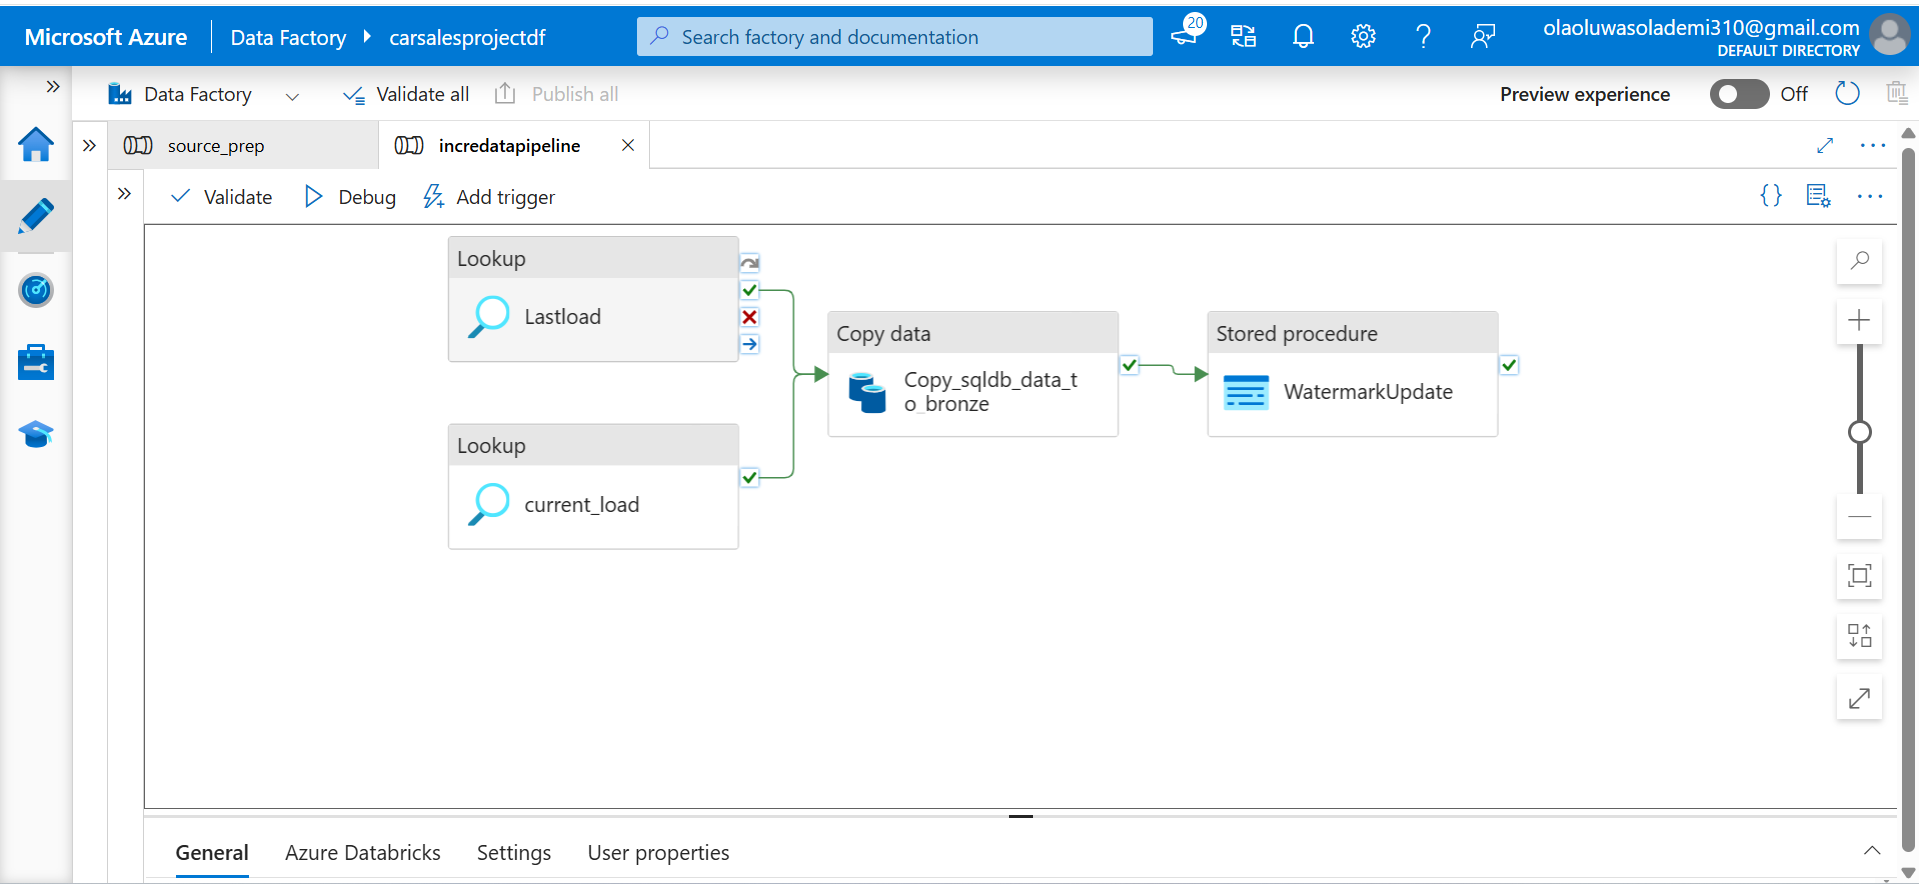 Microsoft Azure
Data Factory
carsalesprojectdf
Search factory and documentation
20
olaoluwasolademi310@gmail.com
DEFAULT DIRECTORY
Data Factory
Validate all
Publish all
Preview experience
Off
source_prep
incredatapipeline
Validate
Debug
Add trigger
Lookup
Lastload
Copy data
Copy_sqldb_data_t
o_bronze
Stored procedure
WatermarkUpdate
Lookup
current_load
General
Azure Databricks
Settings
User properties